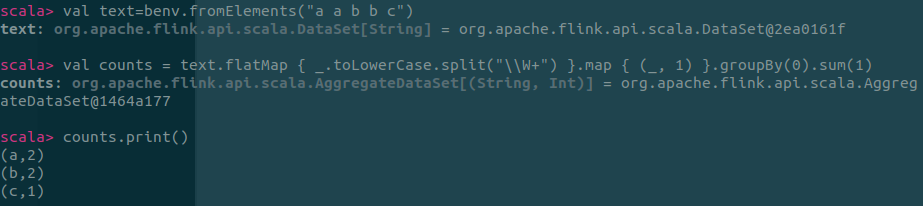 scala> val text=benv.fromElements("a a b b c")
text: org.apache.flink.api.scala.DataSet[String] = org.apache.flink.api.scala.DataSet@2ea0161f
scala> val counts = text.flatMap { _.toLowerCase.split("\\W+") }.map { (_, 1) }.groupBy(0).sum(1)
counts: org.apache.flink.api.scala.AggregateDataSet[(String, Int)] = org.apache.flink.api.scala.Aggreg
ateDataSet@1464a177
scala> counts.print()
(a,2)
(b,2)
(c,1)